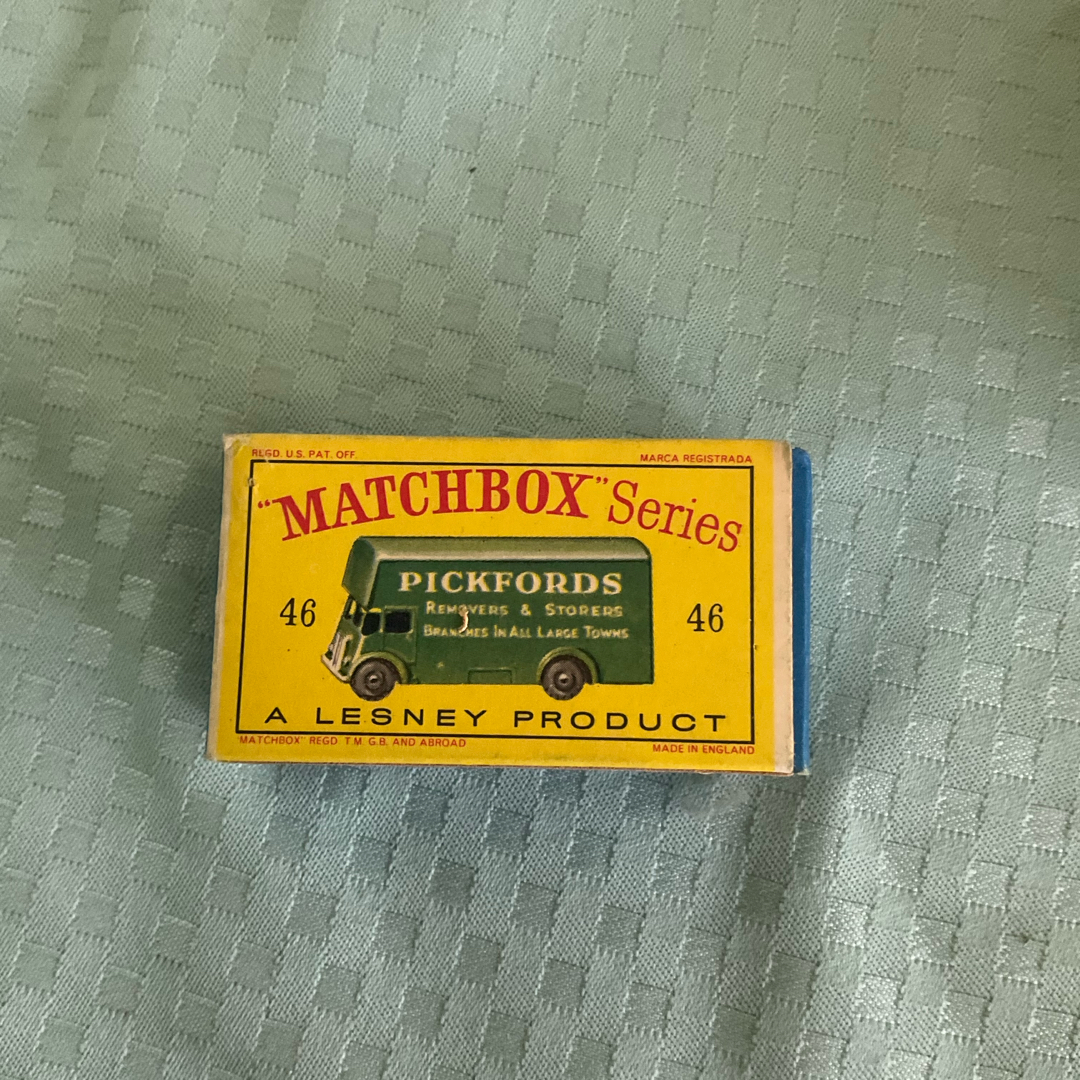 REGD. U.S. PAT. OFF. MARCA REGISTRADA
"MATCHBOX" Series
PICKFORDS
REMOVERS & STORERS
BRANCHES IN ALL LARGE TOWNS
46 46
A LESNEY PRODUCT
"MATCHBOX" REGD T.M. G.B. AND ABROAD MADE IN ENGLAND